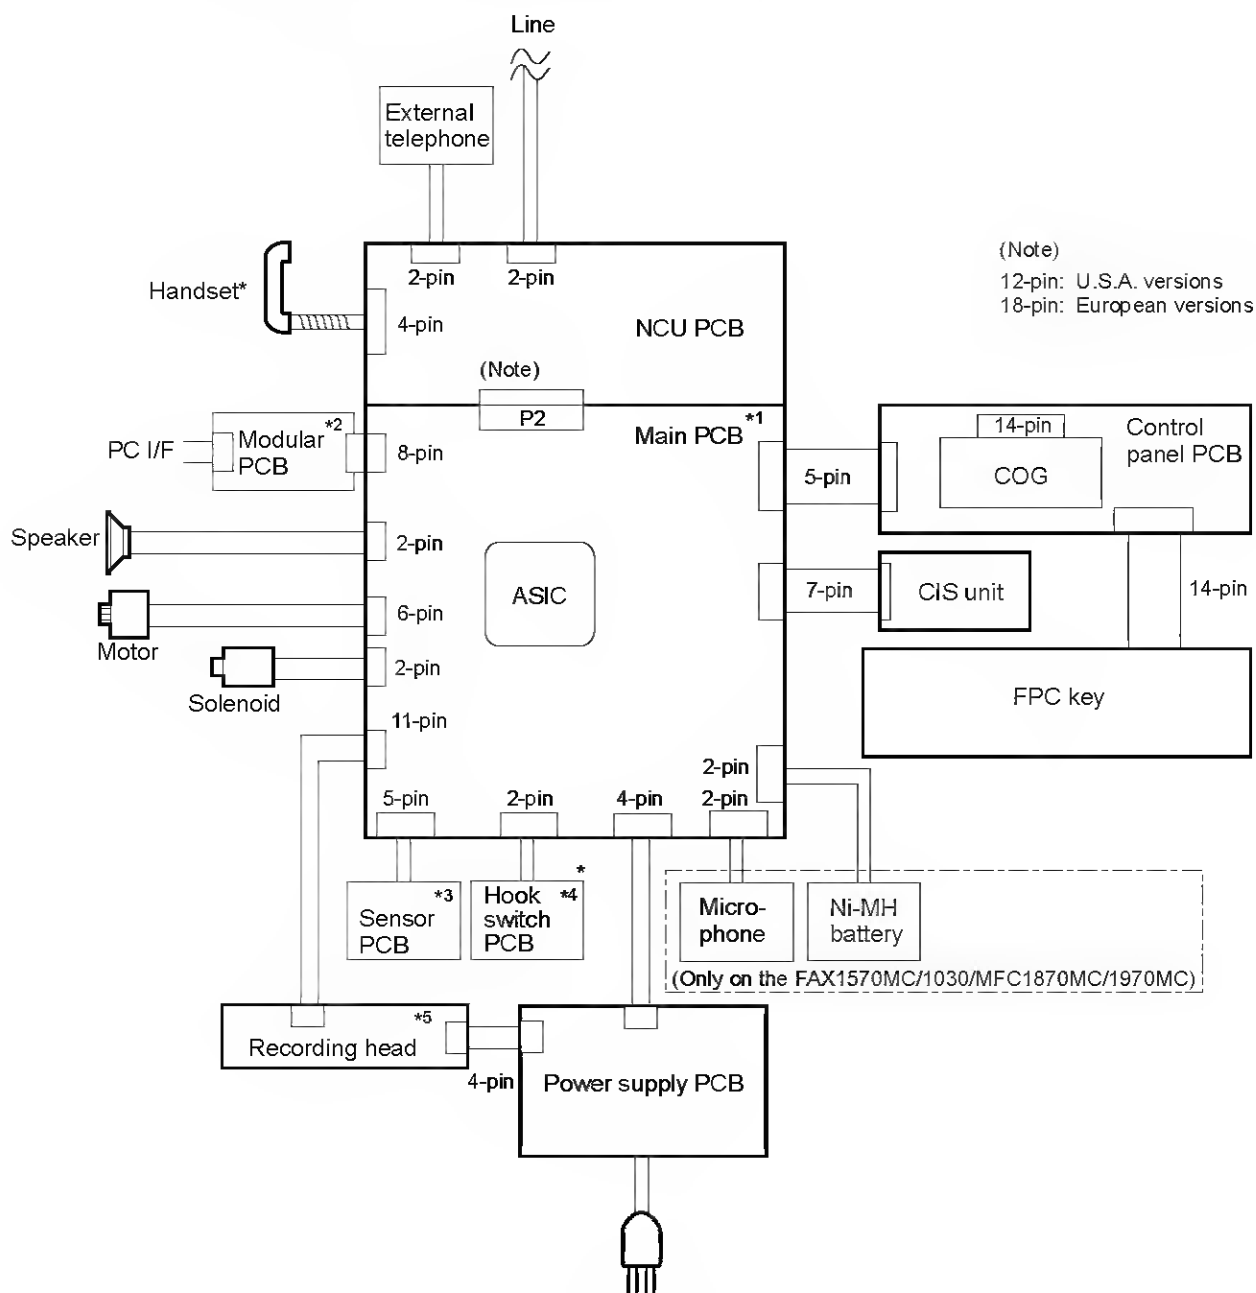 Line
External
telephone
2-pin
2-pin
Handset*
4-pin
NCU PCB
(Note)
12-pin: U.S.A. versions
18-pin: European versions
(Note)
P2
Main PCB *1
PC I/F
Modular *2
PCB
8-pin
5-pin
14-pin
COG
Control
panel PCB
Speaker
2-pin
ASIC
7-pin
CIS unit
14-pin
Motor
6-pin
Solenoid
2-pin
FPC key
11-pin
2-pin
5-pin
2-pin
4-pin
2-pin
*
*3
Sensor
PCB
Hook *4
switch
PCB
Micro-
phone
Ni-MH
battery
(Only on the FAX1570MC/1030/MFC1870MC/1970MC)
*5
Recording head
4-pin
Power supply PCB